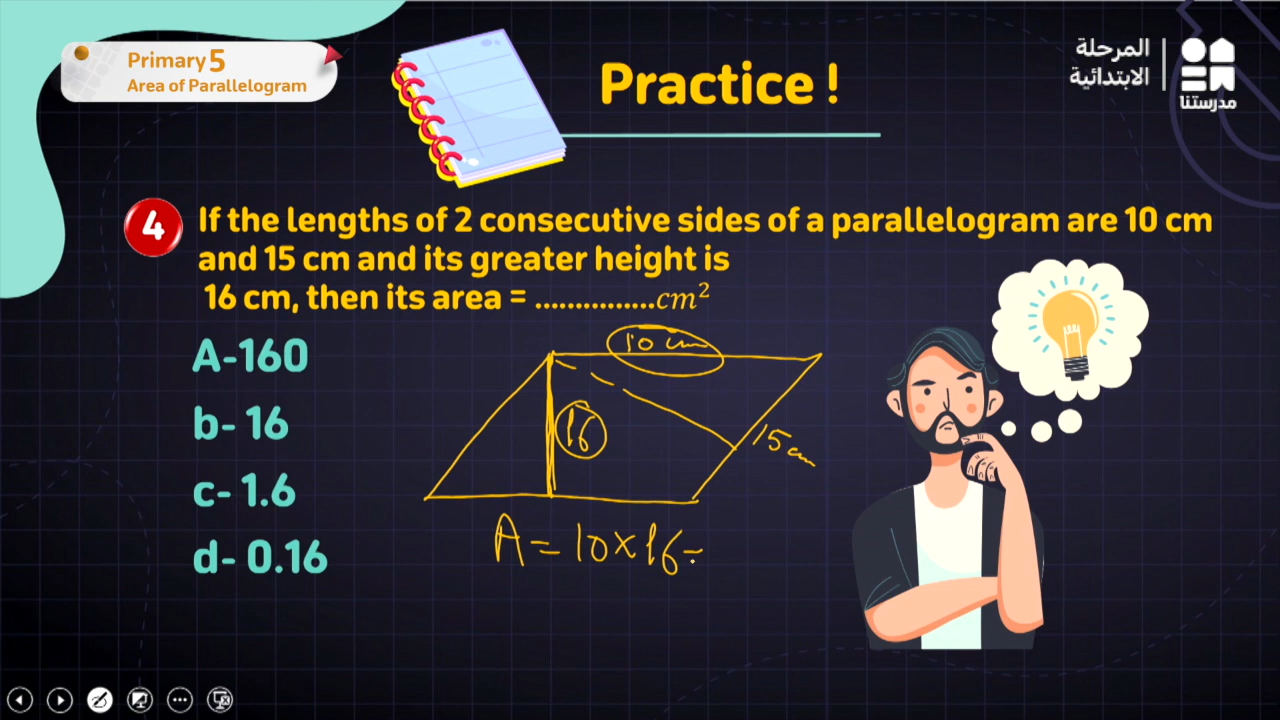 Primary 5
Area of Parallelogram
Practice !
المرحلة
الابتدائية
مدرستنا
4
If the lengths of 2 consecutive sides of a parallelogram are 10 cm
and 15 cm and its greater height is
16 cm, then its area = ...............cm²
A-160
b- 16
c- 1.6
d- 0.16
10 cm
16
15 cm
A = 10 × 16 =